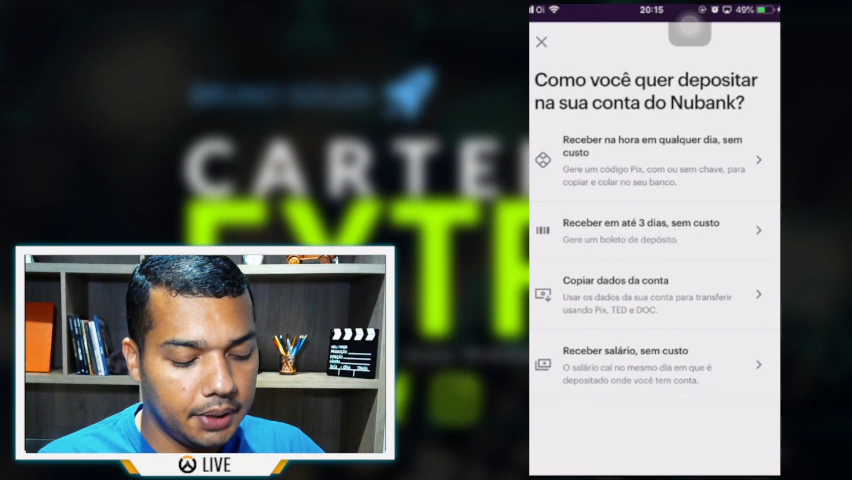 Oi
20:15
49%
Como você quer depositar
na sua conta do Nubank?
Receber na hora em qualquer dia, sem
custo
Gere um código Pix, com ou sem chave, para
copiar e colar no seu banco.
Receber em até 3 dias, sem custo
Gere um boleto de depósito.
Copiar dados da conta
Usar os dados da sua conta para transferir
usando Pix, TED e DOC.
Receber salário, sem custo
O salário cai no mesmo dia em que é
depositado onde você tem conta.
BRUNO SOUZA
CARTE
EXTR
LIVE